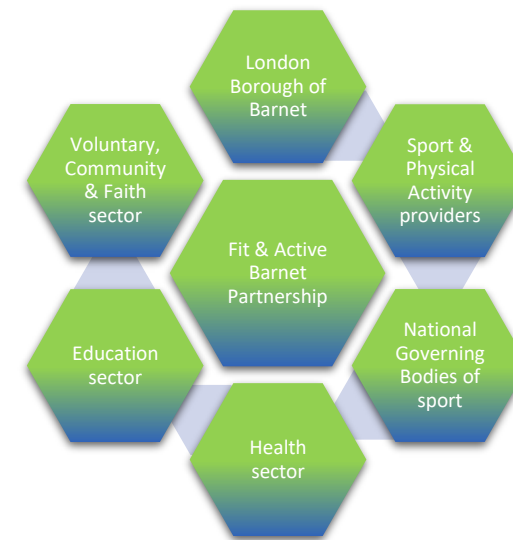 London
Borough of
Barnet
Sport &
Physical
Activity
providers
National
Governing
Bodies of
sport
Health
sector
Education
sector
Voluntary,
Community
& Faith
sector
Fit & Active
Barnet
Partnership